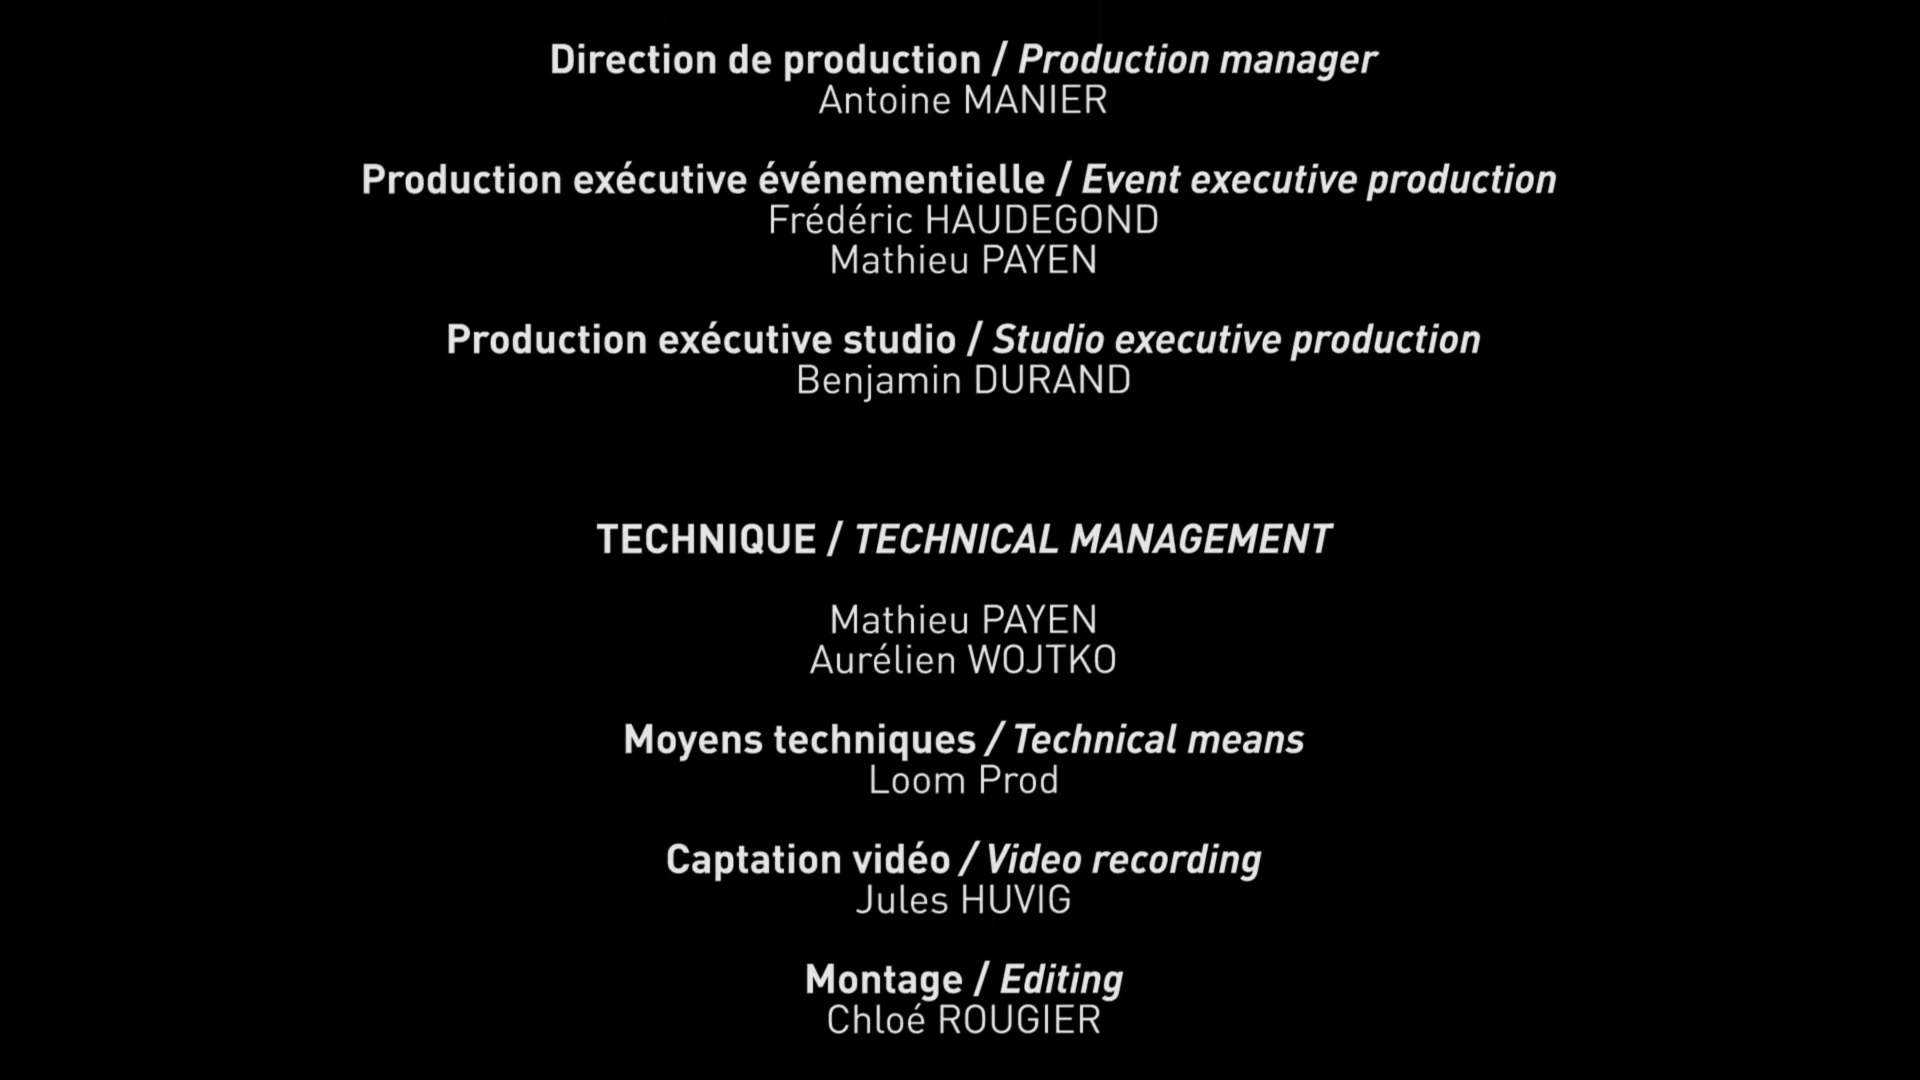 Direction de production / Production manager
Antoine MANIER
Production exécutive événementielle / Event executive production
Frédéric HAUDEGOND
Mathieu PAYEN
Production exécutive studio / Studio executive production
Benjamin DURAND
TECHNIQUE / TECHNICAL MANAGEMENT
Mathieu PAYEN
Aurélien WOJTKO
Moyens techniques / Technical means
Loom Prod
Captation vidéo / Video recording
Jules HUVIG
Montage / Editing
Chloé ROUGIER